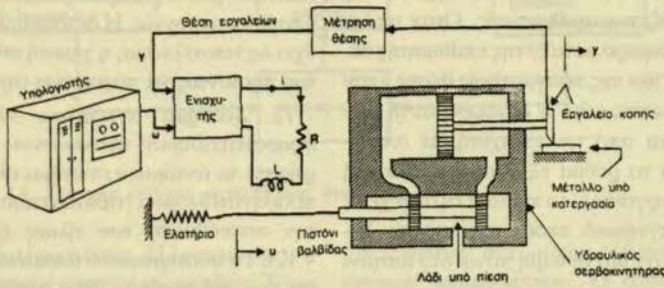 Θέση εργαλείων
Μέτρηση
θέσης
y
y
Υπολογιστής
Ενισχυ-
τής
ω
R
L
Εργαλείο κοπης
Μέταλλο υπό
κατεργασία
Ελατήριο
u
Πιστόνι
βαλβίδας
Λάδι υπό πίεση
Υδραυλικός
σερβοκινητήρας